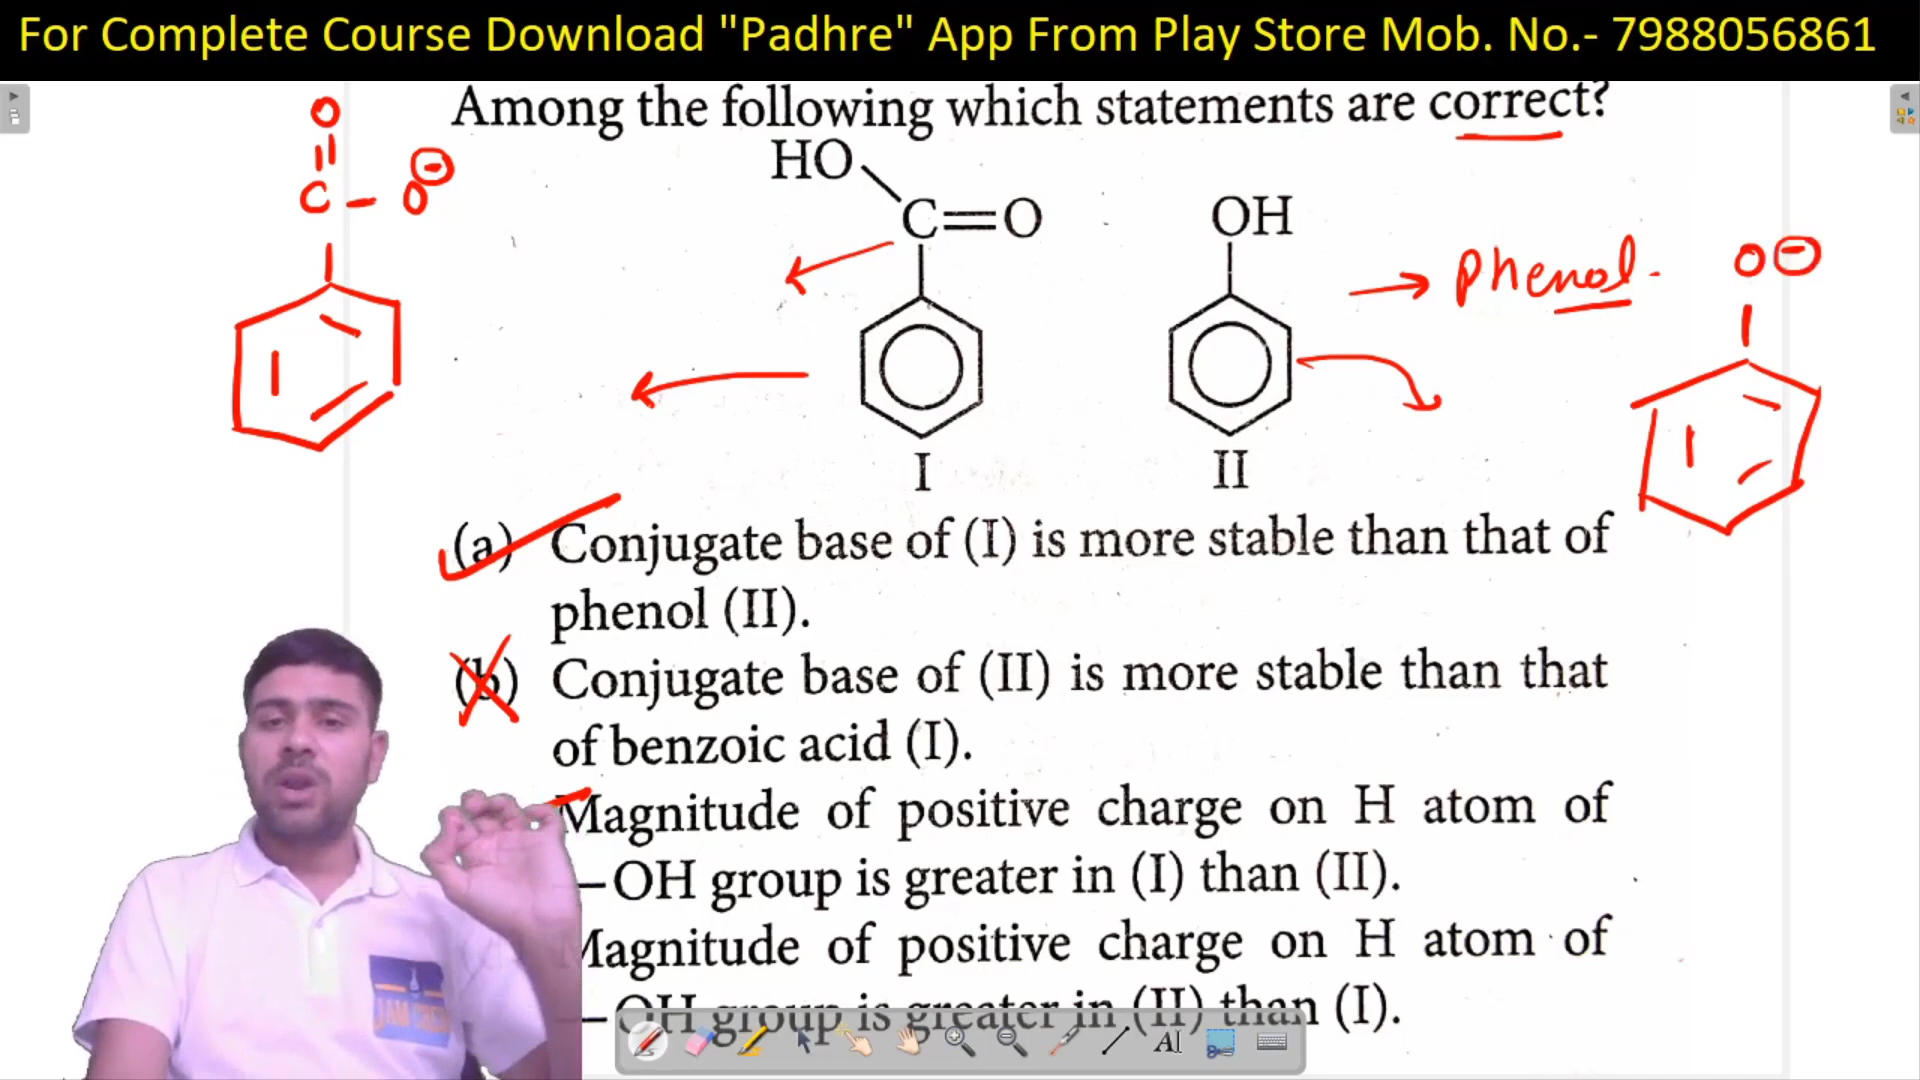 For Complete Course Download "Padhre" App From Play Store Mob. No.- 7988056861
Among the following which statements are correct?
O
C - O⊖
HO
C=O
OH
→ Phenol.
O⊖
I
II
(a) Conjugate base of (I) is more stable than that of
phenol (II).
(b) Conjugate base of (II) is more stable than that
of benzoic acid (I).
Magnitude of positive charge on H atom of
—OH group is greater in (I) than (II).
Magnitude of positive charge on H atom of
—OH group is greater in (II) than (I).
A